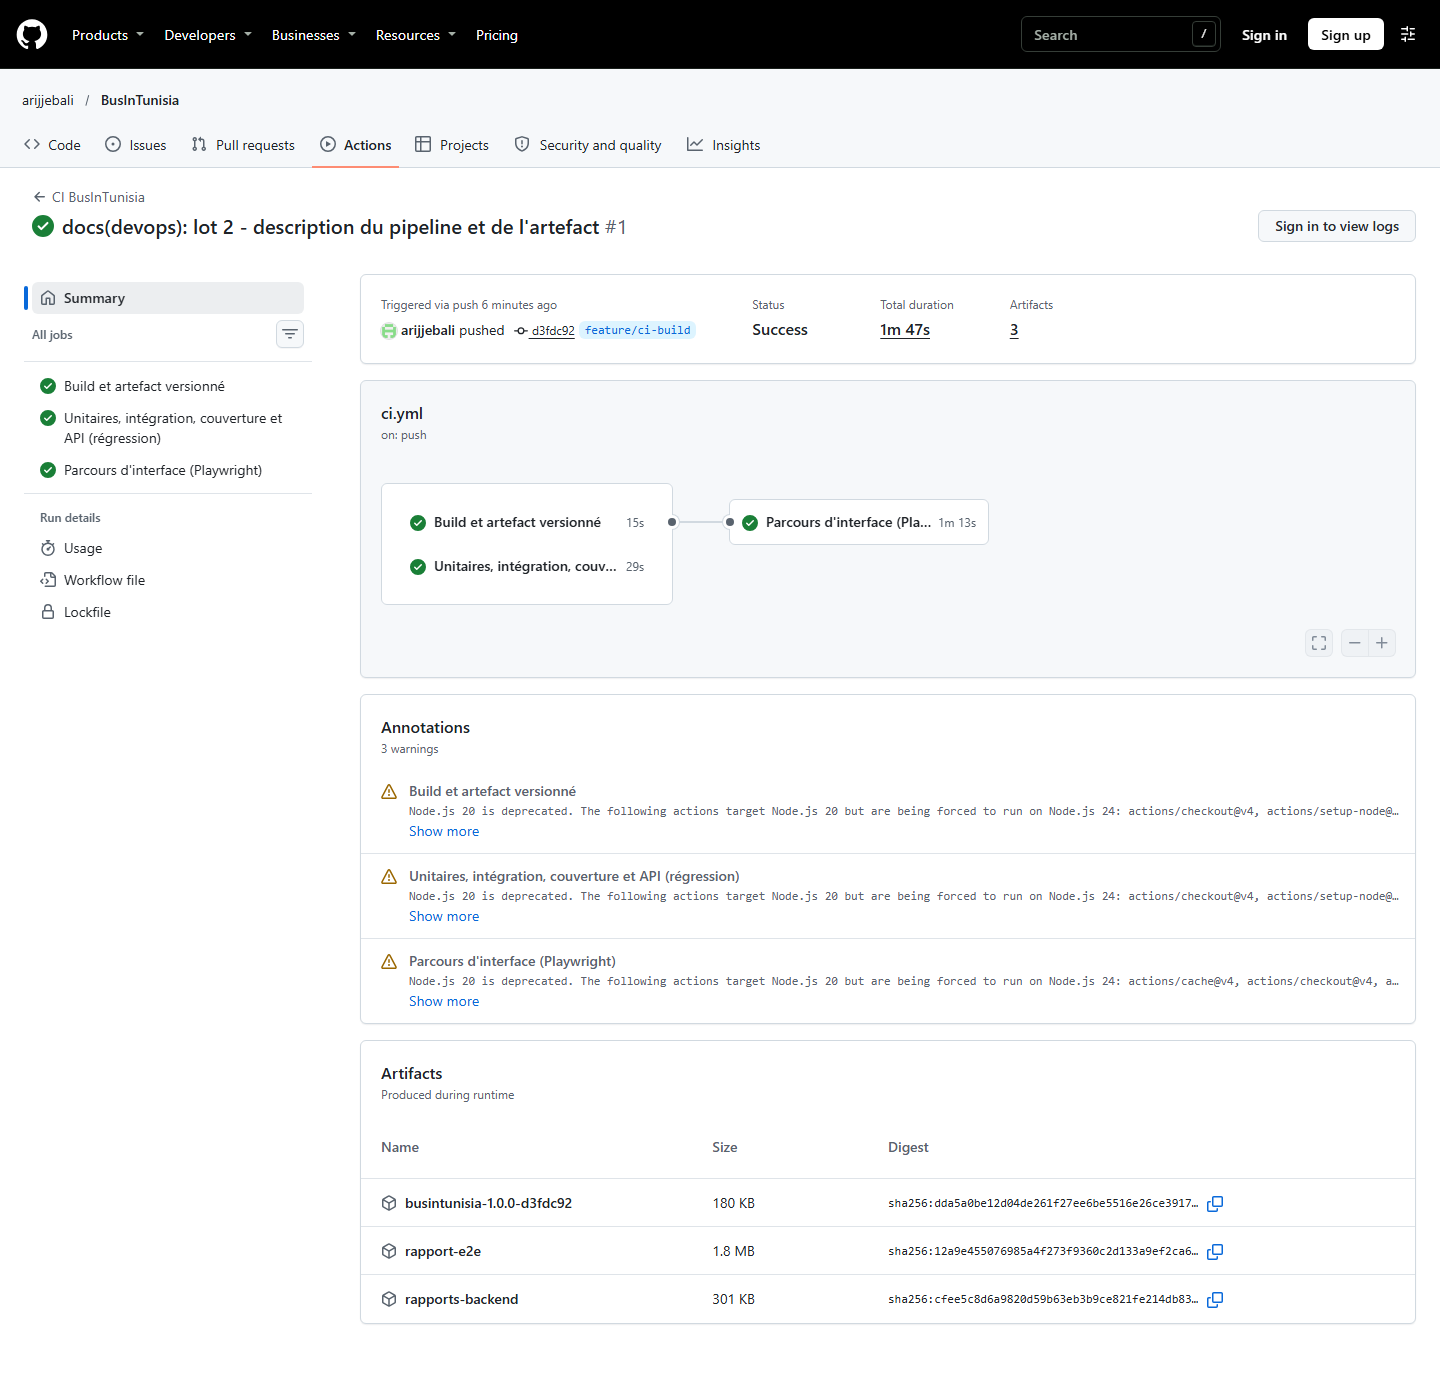 Products Developers Businesses Resources Pricing Search / Sign in Sign up
arijjebali / BusInTunisia
Code Issues Pull requests Actions Projects Security and quality Insights
← CI BusInTunisia
docs(devops): lot 2 - description du pipeline et de l'artefact #1
Sign in to view logs
Summary
All jobs
Build et artefact versionné
Unitaires, intégration, couverture et
API (régression)
Parcours d'interface (Playwright)
Run details
Usage
Workflow file
Lockfile
Triggered via push 6 minutes ago
arijjebali pushed d3fdc92 feature/ci-build
Status
Success
Total duration
1m 47s
Artifacts
3
ci.yml
on: push
Build et artefact versionné 15s
Unitaires, intégration, couv... 29s
Parcours d'interface (Pla... 1m 13s
Annotations
3 warnings
Build et artefact versionné
Node.js 20 is deprecated. The following actions target Node.js 20 but are being forced to run on Node.js 24: actions/checkout@v4, actions/setup-node@…
Show more
Unitaires, intégration, couverture et API (régression)
Node.js 20 is deprecated. The following actions target Node.js 20 but are being forced to run on Node.js 24: actions/checkout@v4, actions/setup-node@…
Show more
Parcours d'interface (Playwright)
Node.js 20 is deprecated. The following actions target Node.js 20 but are being forced to run on Node.js 24: actions/cache@v4, actions/checkout@v4, a…
Show more
Artifacts
Produced during runtime
Name Size Digest
busintunisia-1.0.0-d3fdc92 180 KB sha256:dda5a0be12d04de261f27ee6be5516e26ce3917…
rapport-e2e 1.8 MB sha256:12a9e455076985a4f273f9360c2d133a9ef2ca6…
rapports-backend 301 KB sha256:cfee5c8d6a9820d59b63eb3b9ce821fe214db83…